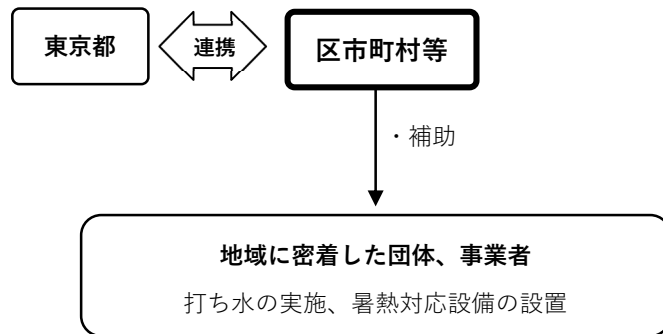 東京都
連携
区市町村等
・補助
地域に密着した団体、事業者
打ち水の実施、暑熱対応設備の設置